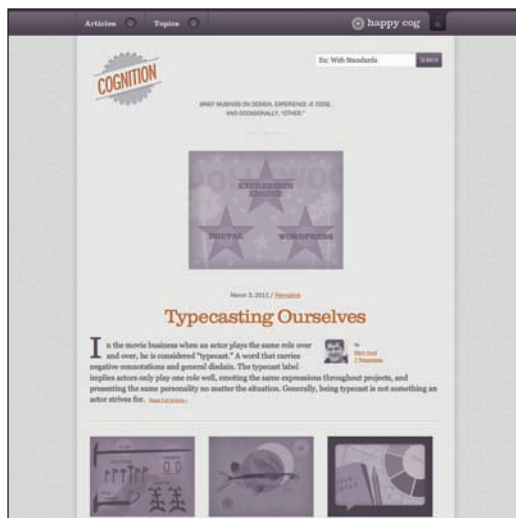 Articles
Topics
happy cog
COGNITION
Ex: Web Standards
SEARCH
BRIEF MUSINGS ON DESIGN, EXPERIENCE & CODE.
AND OCCASIONALLY, "OTHER."
EXPRESSION
ENGINE
DRUPAL
WORDPRESS
March 3, 2011 / Permalink
Typecasting Ourselves
In the movie business when an actor plays the same role over
and over, he is considered "typecast." A word that carries
negative connotations and general disdain. The typecast label
implies actors only play one role well, emoting the same expressions throughout projects, and
presenting the same personality no matter the situation. Generally, being typecast is not something an
actor strives for. Read Full Article »
by